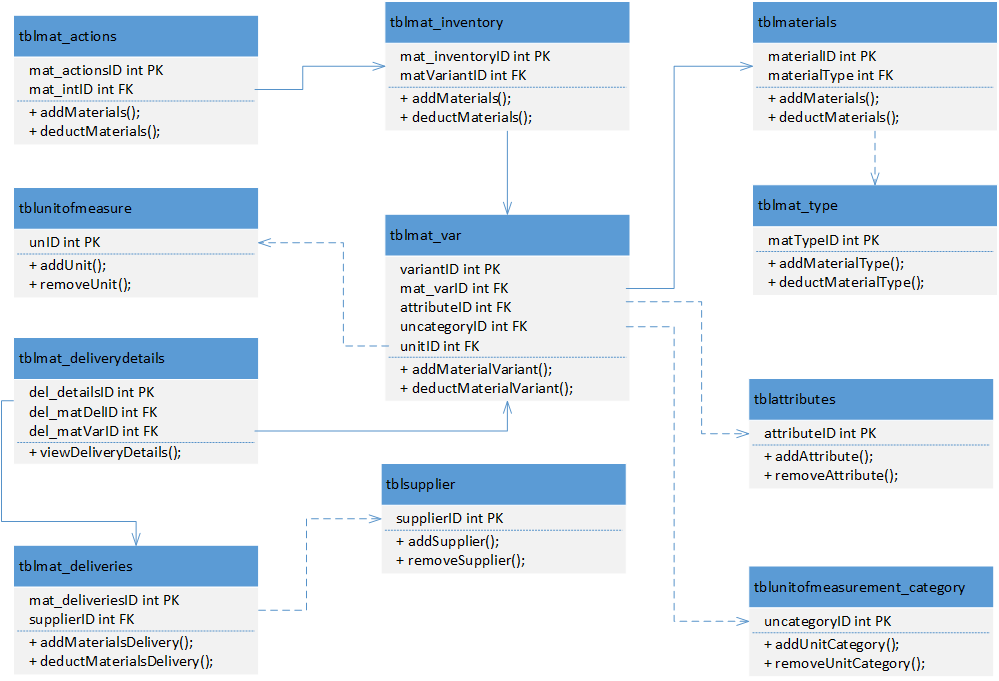 tblmat_actions
mat_actionsID int PK
mat_intID int FK
+ addMaterials();
+ deductMaterials();
tblmat_inventory
mat_inventoryID int PK
matVariantID int FK
+ addMaterials();
+ deductMaterials();
tblmaterials
materialID int PK
materialType int FK
+ addMaterials();
+ deductMaterials();
tblunitofmeasure
unID int PK
+ addUnit();
+ removeUnit();
tblmat_var
variantID int PK
mat_varID int FK
attributeID int FK
uncategoryID int FK
unitID int FK
+ addMaterialVariant();
+ deductMaterialVariant();
tblmat_type
matTypeID int PK
+ addMaterialType();
+ deductMaterialType();
tblmat_deliverydetails
del_detailsID int PK
del_matDelID int FK
del_matVarID int FK
+ viewDeliveryDetails();
tblattributes
attributeID int PK
+ addAttribute();
+ removeAttribute();
tblsupplier
supplierID int PK
+ addSupplier();
+ removeSupplier();
tblmat_deliveries
mat_deliveriesID int PK
supplierID int FK
+ addMaterialsDelivery();
+ deductMaterialsDelivery();
tblunitofmeasurement_category
uncategoryID int PK
+ addUnitCategory();
+ removeUnitCategory();